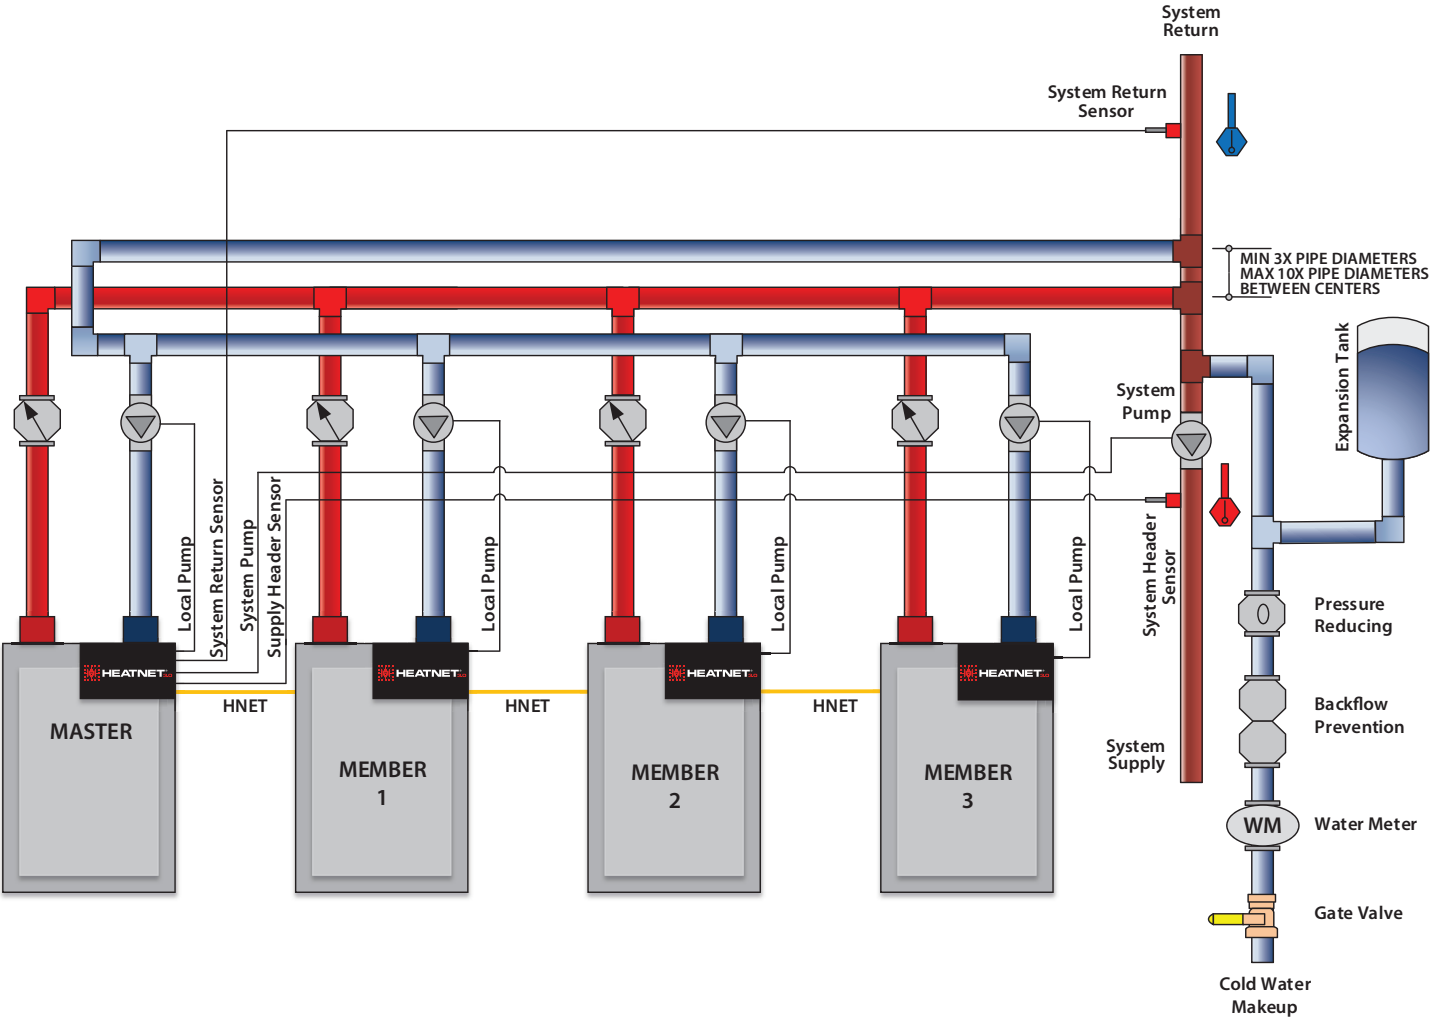 System
Return
System Return
Sensor
MIN 3X PIPE DIAMETERS
MAX 10X PIPE DIAMETERS
BETWEEN CENTERS
Expansion Tank
System
Pump
Local Pump
System Return Sensor
System Pump
Supply Header Sensor
Local Pump
Local Pump
Local Pump
System Header
Sensor
Pressure
Reducing
HEATNET
HEATNET
HEATNET
HEATNET
HNET
HNET
HNET
MASTER
MEMBER
1
MEMBER
2
MEMBER
3
Backflow
Prevention
System
Supply
WM
Water Meter
Gate Valve
Cold Water
Makeup